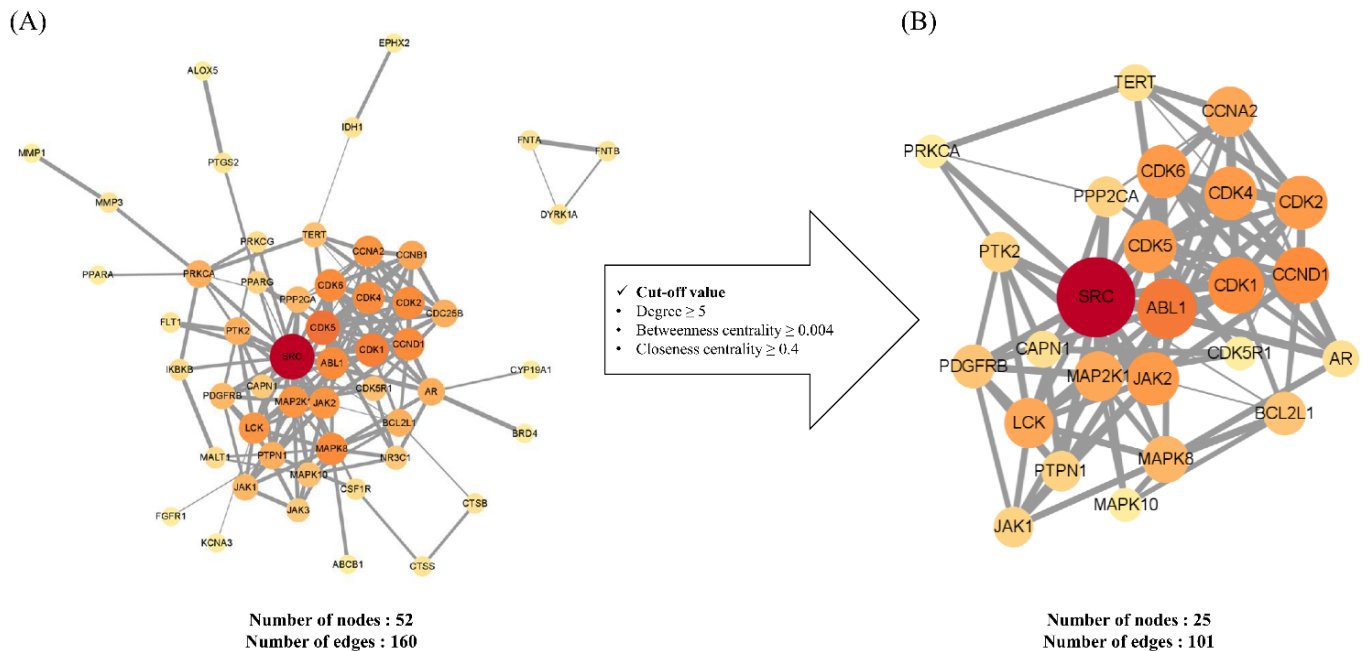 (A)
EPHX2
ALOX5
IDH1
FNTA
FNTB
MMP1
PTGS2
MMP3
DYRK1A
TERT
PRKCG
CCNA2
CCNB1
PPARA
PRKCA
PPARG
PPP2CA
CDK6
CDK4
CDK2
CDC25B
FLT1
PTK2
CDK5
CCND1
SRC
ABL1
CDK1
IKBKB
CYP19A1
PDGFRB
CAPN1
CDK5R1
AR
MAP2K1
JAK2
BCL2L1
LCK
BRD4
MALT1
PTPN1
MAPK8
NR3C1
MAPK10
JAK1
CSF1R
JAK3
CTSB
FGFR1
KCNA3
ABCB1
CTSS
Number of nodes : 52
Number of edges : 160
✓ Cut-off value
• Degree ≥ 5
• Betweenness centrality ≥ 0.004
• Closeness centrality ≥ 0.4
(B)
TERT
CCNA2
PRKCA
CDK6
CDK4
PPP2CA
CDK2
PTK2
CDK5
CCND1
SRC
ABL1
CDK1
CAPN1
CDK5R1
AR
PDGFRB
MAP2K1
JAK2
BCL2L1
LCK
MAPK8
PTPN1
MAPK10
JAK1
Number of nodes : 25
Number of edges : 101